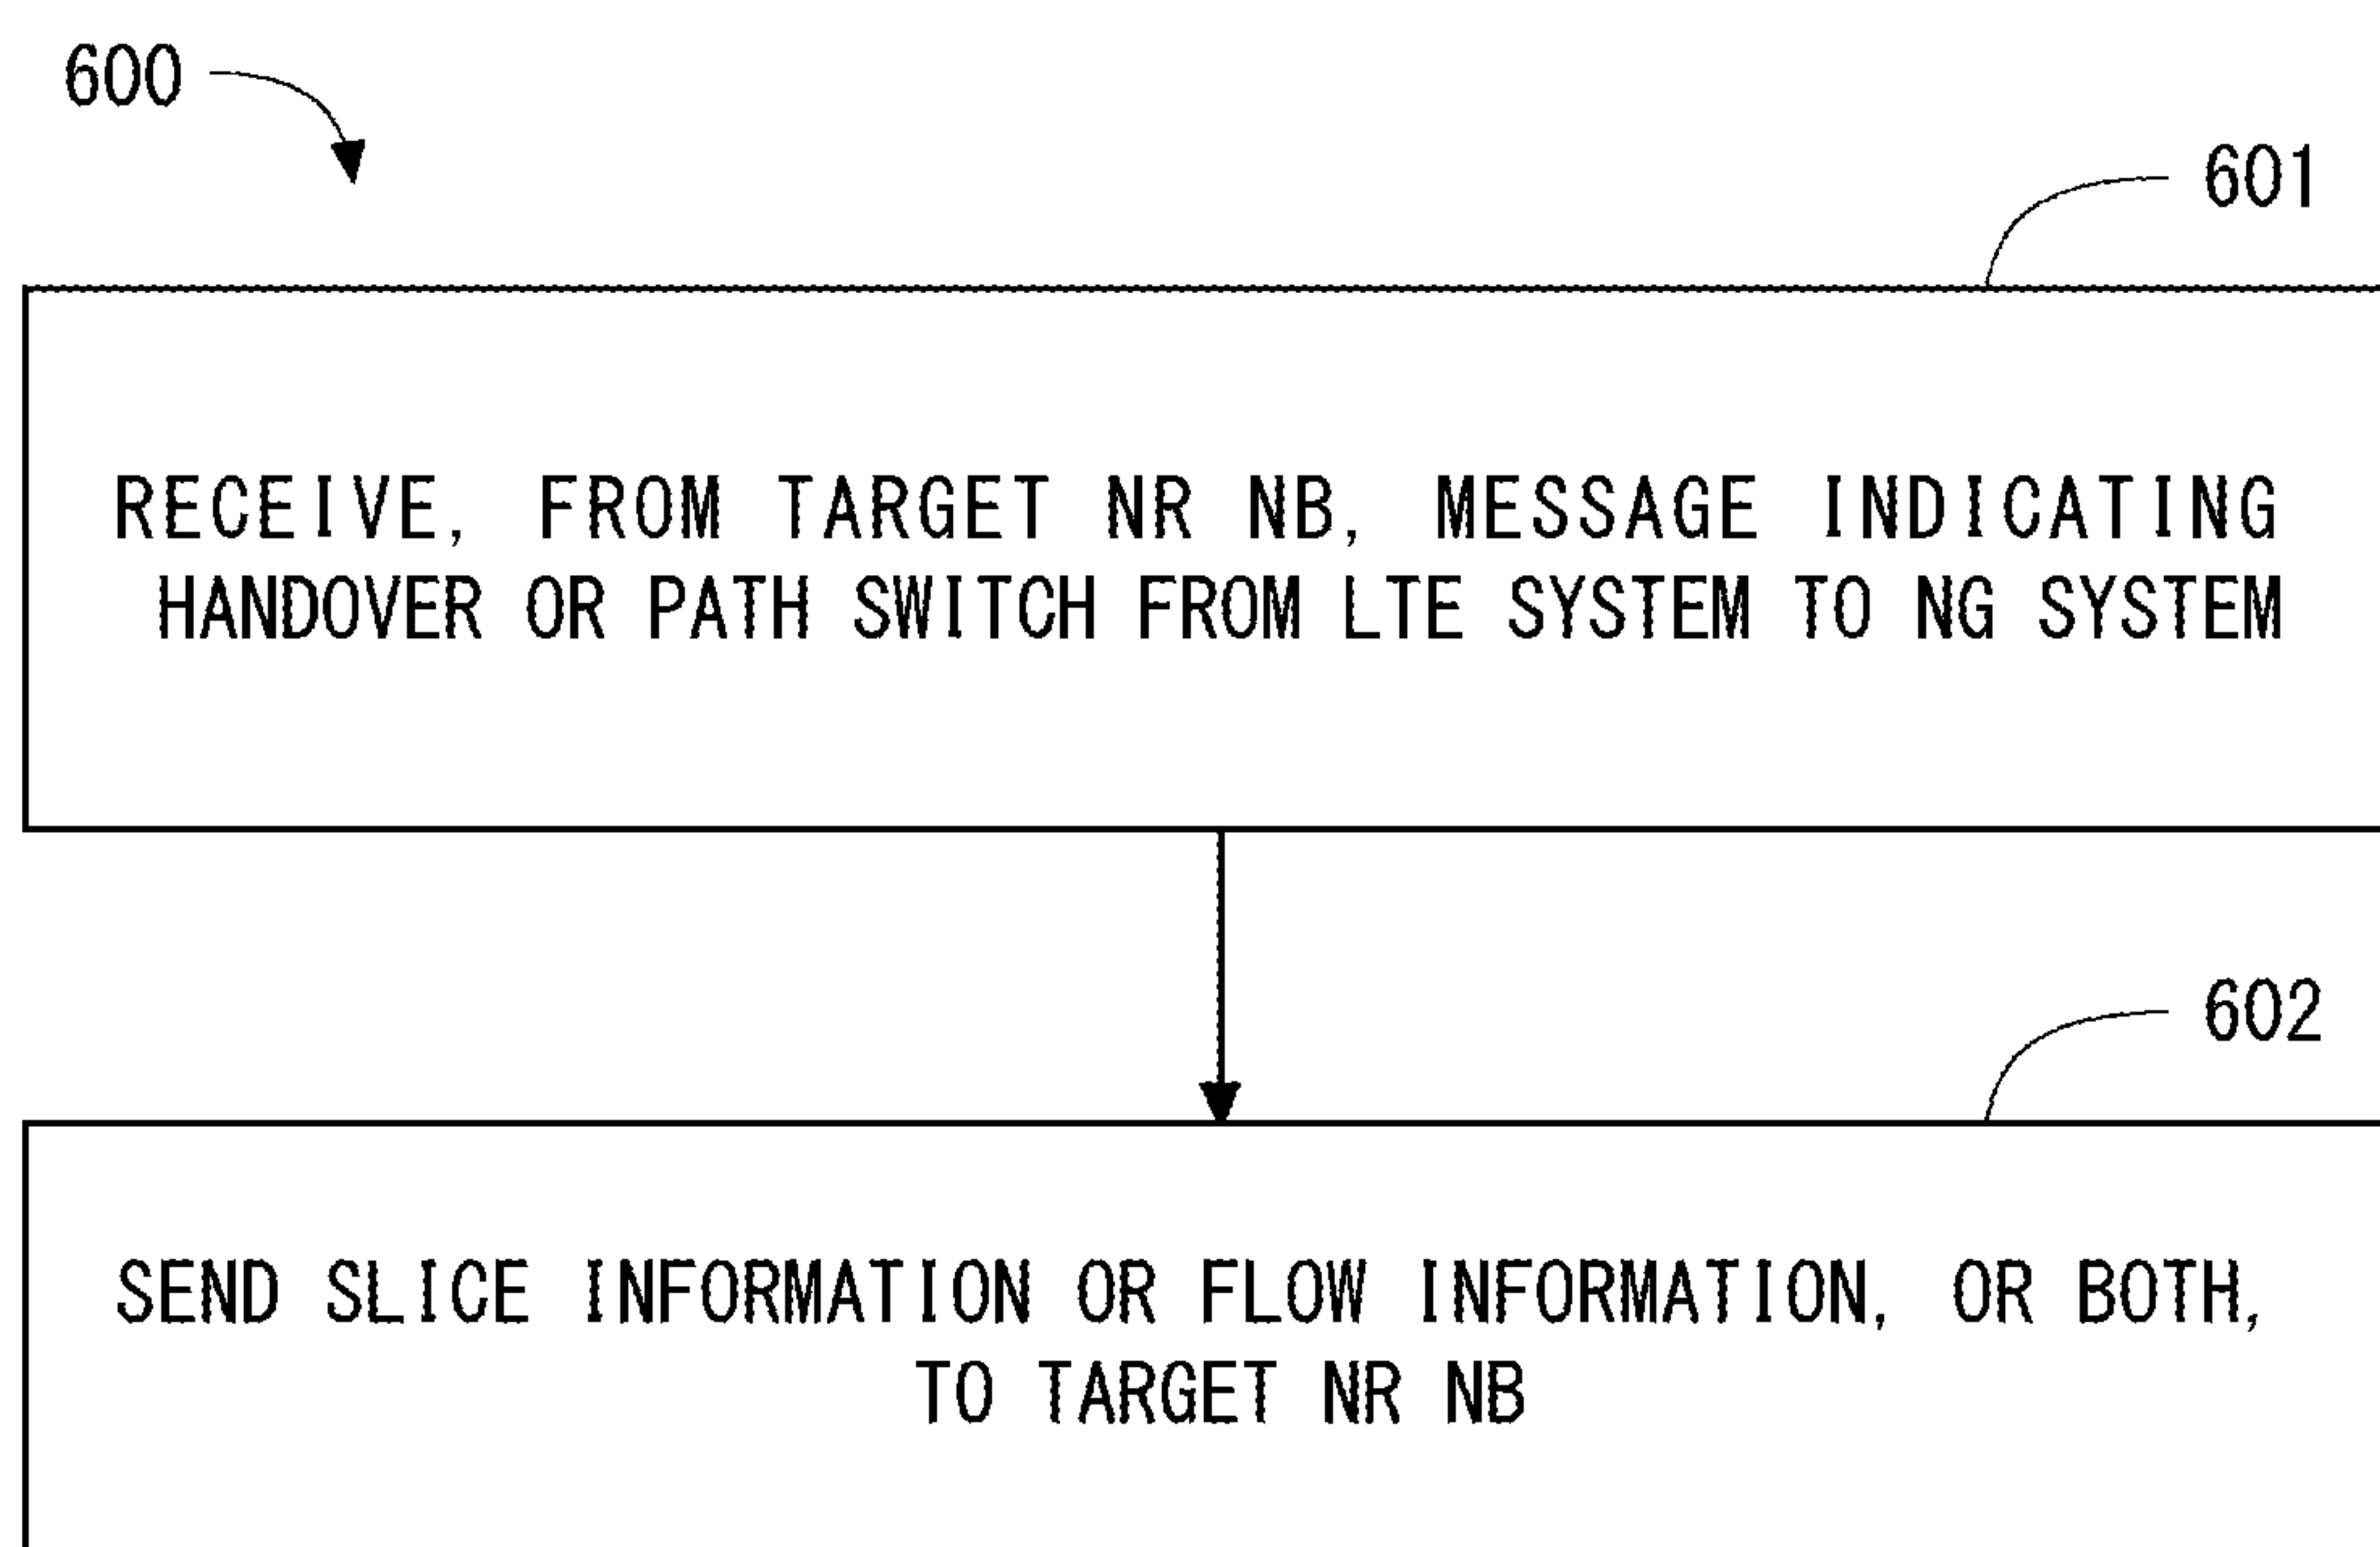 600
601
RECEIVE, FROM TARGET NR NB, MESSAGE INDICATING
HANDOVER OR PATH SWITCH FROM LTE SYSTEM TO NG SYSTEM
602
SEND SLICE INFORMATION OR FLOW INFORMATION, OR BOTH,
TO TARGET NR NB